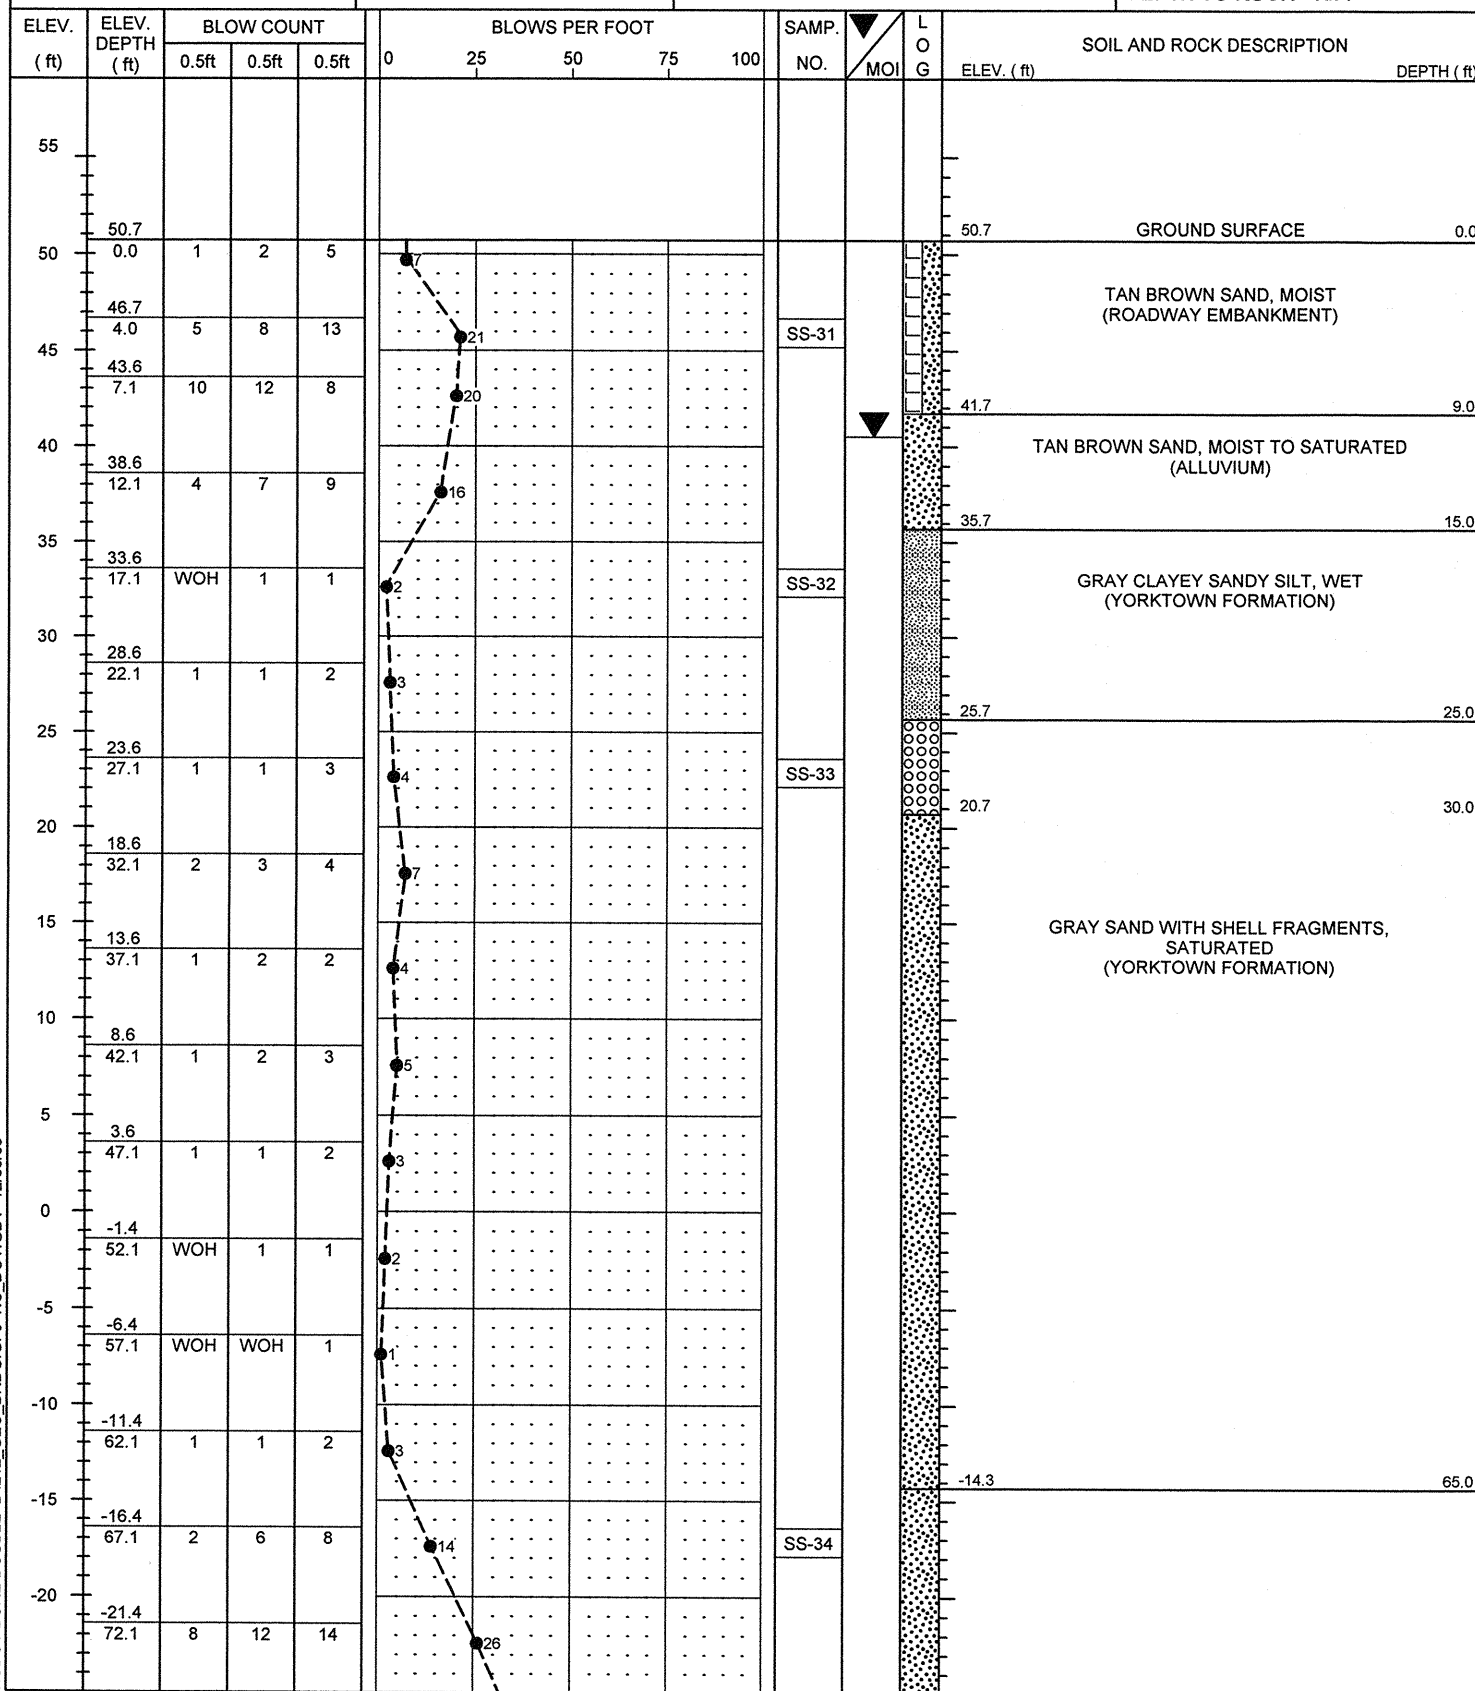 ELEV. ELEV. BLOW COUNT BLOWS PER FOOT SAMP. L
DEPTH O SOIL AND ROCK DESCRIPTION
( ft) ( ft) 0.5ft 0.5ft 0.5ft 0 25 50 75 100 NO. MOI G ELEV. ( ft) DEPTH ( ft)
55
50.7 50.7 GROUND SURFACE 0.0
50 0.0 1 2 5 7
TAN BROWN SAND, MOIST
46.7 (ROADWAY EMBANKMENT)
4.0 5 8 13 21 SS-31
45
43.6
7.1 10 12 8 20
41.7 9.0
40 TAN BROWN SAND, MOIST TO SATURATED
38.6 (ALLUVIUM)
12.1 4 7 9 16
35.7 15.0
35
33.6
17.1 WOH 1 1 2 SS-32 GRAY CLAYEY SANDY SILT, WET
(YORKTOWN FORMATION)
30
28.6
22.1 1 1 2 3
25.7 25.0
25
23.6
27.1 1 1 3 4 SS-33
20.7 30.0
20
18.6
32.1 2 3 4 7
15 GRAY SAND WITH SHELL FRAGMENTS,
13.6 SATURATED
37.1 1 2 2 4 (YORKTOWN FORMATION)
10
8.6
42.1 1 2 3 5
5
3.6
47.1 1 1 2 3
0
-1.4
52.1 WOH 1 1 2
-5
-6.4
57.1 WOH WOH 1 1
-10
-11.4
62.1 1 1 2 3
-14.3 65.0
-15
-16.4
67.1 2 6 8 14 SS-34
-20
-21.4
72.1 8 12 14 26